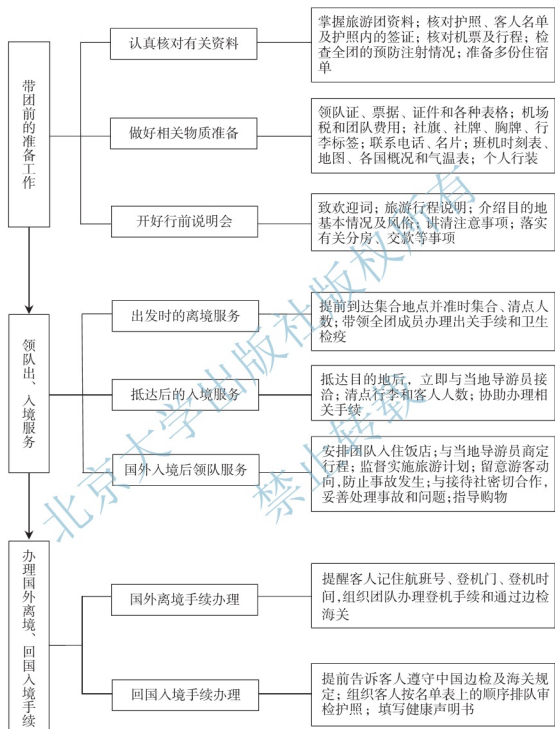 带团前的准备工作
认真核对有关资料
掌握旅游团资料；核对护照、客人名单
及护照内的签证；核对机票及行程；检
查全团的预防注射情况；准备多份住宿
单
做好相关物质准备
领队证、票据、证件和各种表格；机场
税和团队费用；社旗、社牌、胸牌、行
李标签；联系电话、名片；班机时刻表、
地图、各国概况和气温表；个人行装
开好行前说明会
致欢迎词；旅游行程说明；介绍目的地
基本情况及风俗；讲清注意事项；落实
有关分房、交款等事项
领队出、入境服务
出发时的离境服务
提前到达集合地点并准时集合、清点人
数；带领全团成员办理出关手续和卫生
检疫
抵达后的入境服务
抵达目的地后，立即与当地导游员接
洽；清点行李和客人人数；协助办理相
关手续
国外入境后领队服务
安排团队入住饭店；与当地导游员商定
行程；监督实施旅游计划；留意游客动
向，防止事故发生；与接待社密切合作，
妥善处理事故和问题；指导购物
办理国外离境、回国入境手续
国外离境手续办理
提醒客人记住航班号、登机门、登机时
间，组织团队办理登机手续和通过边检
海关
回国入境手续办理
提前告诉客人遵守中国边检及海关规
定；组织客人按名单表上的顺序排队审
检护照；填写健康声明书
北京大学出版社版权所有
禁止转载